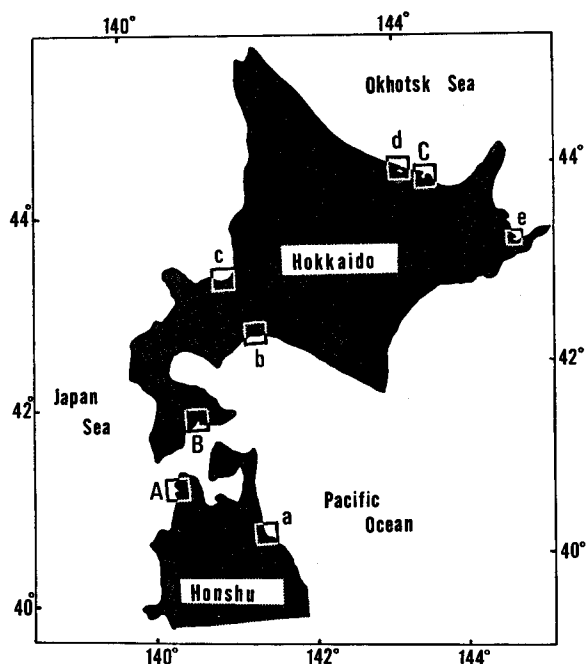 140°
144°
Okhotsk Sea
d
C
44°
44°
e
c
Hokkaido
b
42°
Japan
Sea
42°
B
A
a
Pacific
Ocean
40°
Honshu
40°
140°
142°
144°